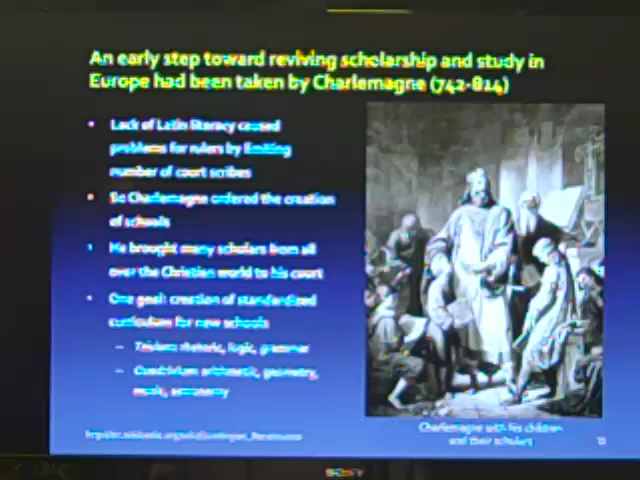 An early step toward reviving scholarship and study in
Europe had been taken by Charlemagne (742-814)
Lack of Latin literacy caused
problems for rulers by limiting
number of court scribes
So Charlemagne ordered the creation
of schools
He brought many scholars from all
over the Christian world to his court
One goal: creation of standardized
curriculum for new schools
– Trivium: rhetoric, logic, grammar
– Quadrivium: arithmetic, geometry,
music, astronomy
Charlemagne with his children
and their scholars
SONY